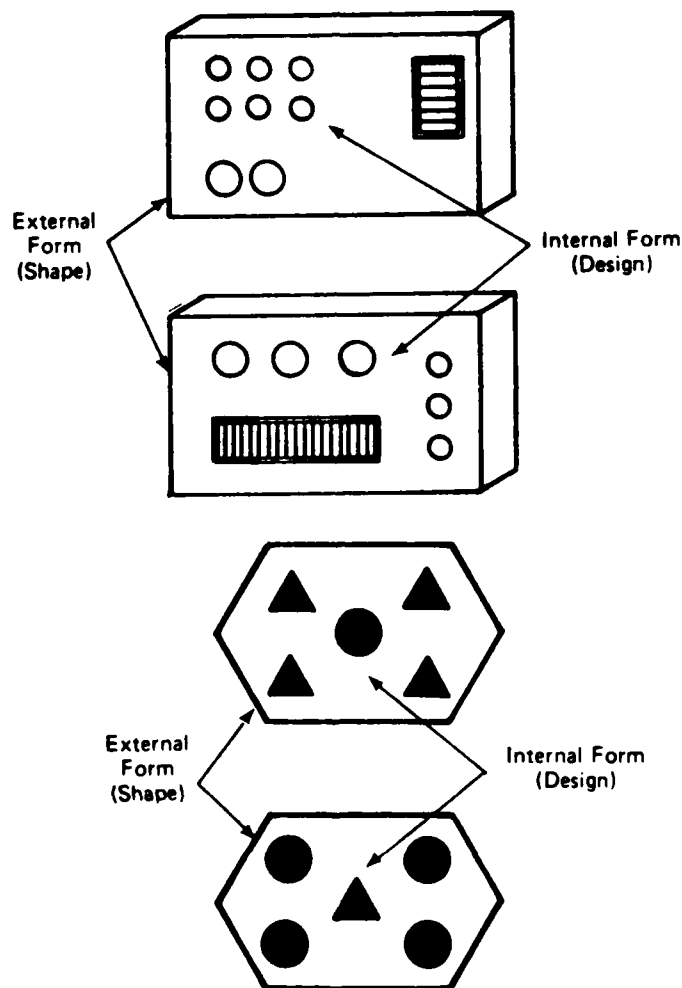 External
Form
(Shape)
Internal Form
(Design)
External
Form
(Shape)
Internal Form
(Design)